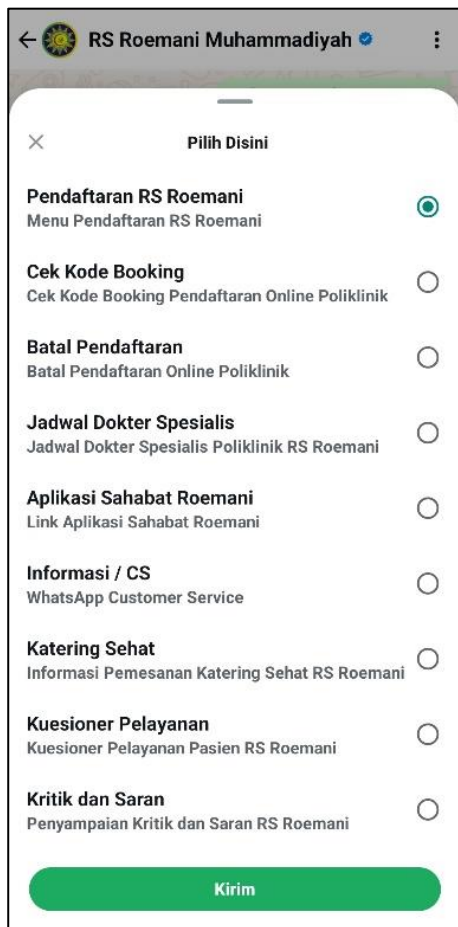 RS Roemani Muhammadiyah
Pilih Disini
Pendaftaran RS Roemani
Menu Pendaftaran RS Roemani
Cek Kode Booking
Cek Kode Booking Pendaftaran Online Poliklinik
Batal Pendaftaran
Batal Pendaftaran Online Poliklinik
Jadwal Dokter Spesialis
Jadwal Dokter Spesialis Poliklinik RS Roemani
Aplikasi Sahabat Roemani
Link Aplikasi Sahabat Roemani
Informasi / CS
WhatsApp Customer Service
Katering Sehat
Informasi Pemesanan Katering Sehat RS Roemani
Kuesioner Pelayanan
Kuesioner Pelayanan Pasien RS Roemani
Kritik dan Saran
Penyampaian Kritik dan Saran RS Roemani
Kirim